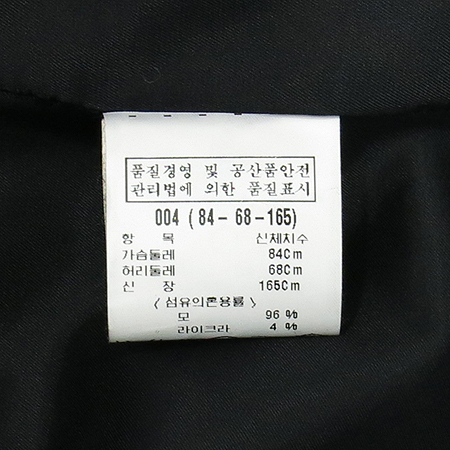 품질경영 및 공산품안전
관리법에 의한 품질표시
004 (84-68-165)
항 목 신체치수
가슴둘레 84Cm
허리둘레 68Cm
신 장 165Cm
< 섬유의혼용률 >
모 96 %
라이크라 4 %